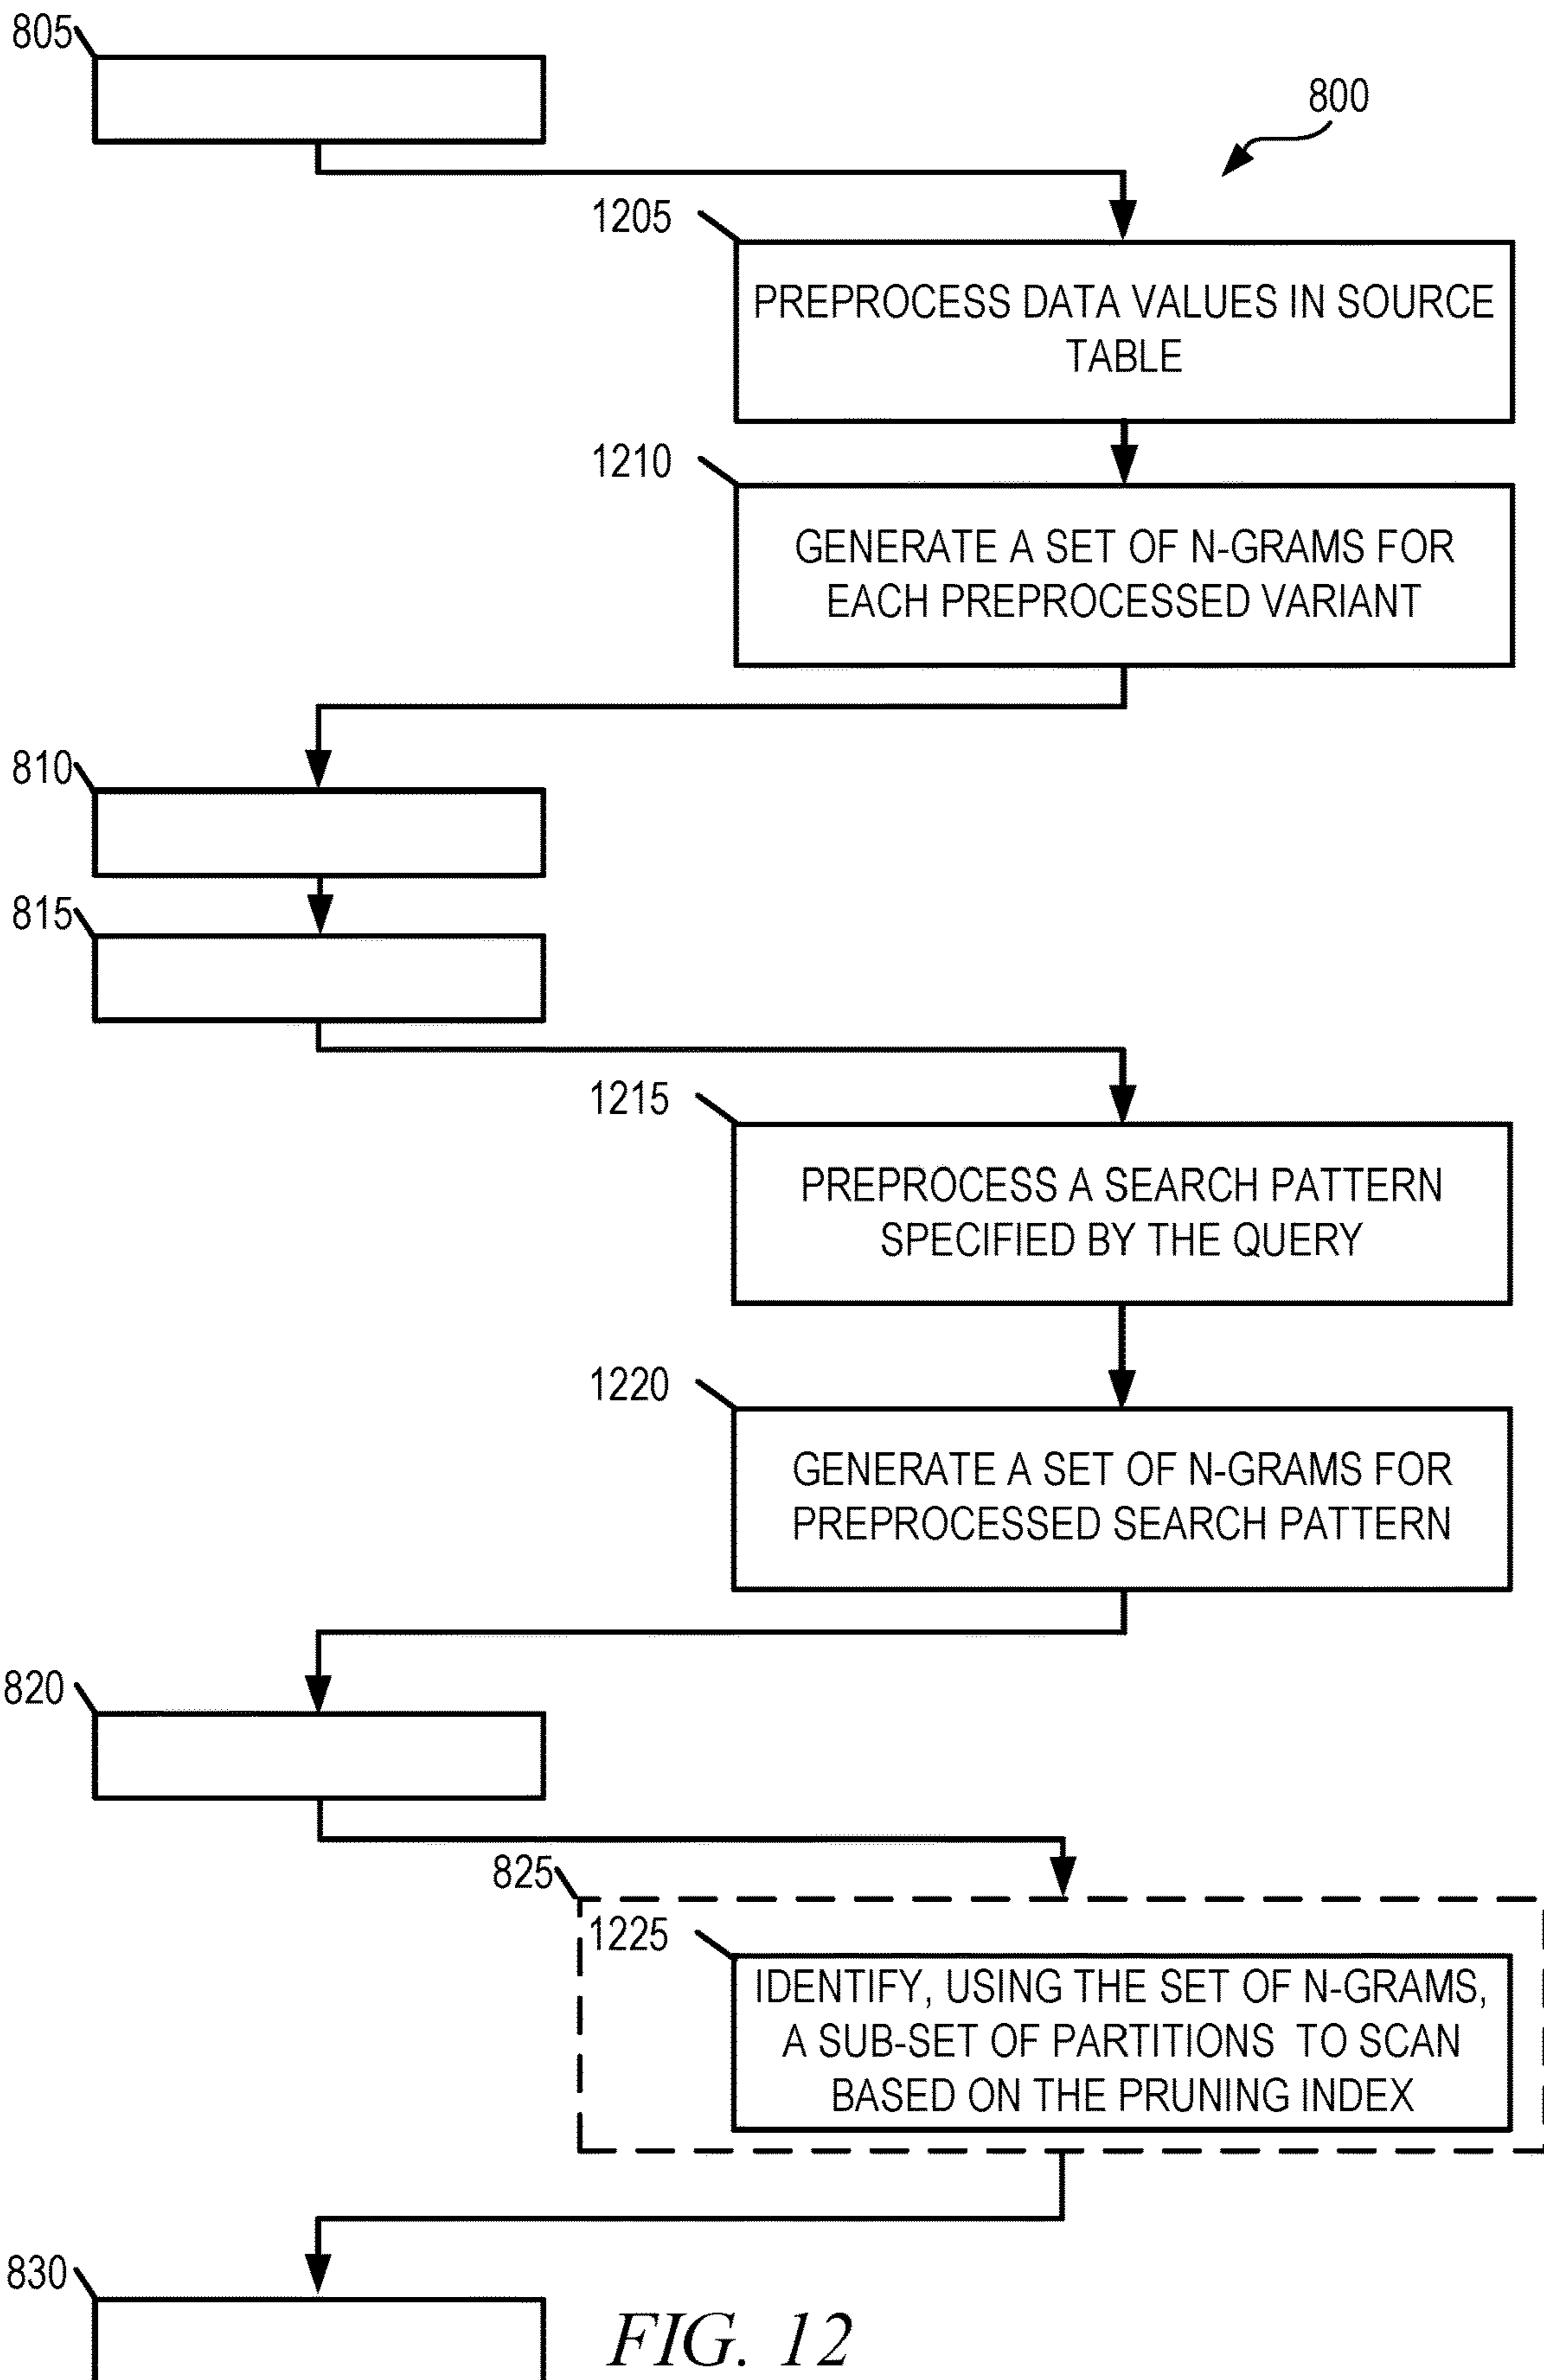 805
800
1205
PREPROCESS DATA VALUES IN SOURCE
TABLE
1210
GENERATE A SET OF N-GRAMS FOR
EACH PREPROCESSED VARIANT
810
815
1215
PREPROCESS A SEARCH PATTERN
SPECIFIED BY THE QUERY
1220
GENERATE A SET OF N-GRAMS FOR
PREPROCESSED SEARCH PATTERN
820
825
1225
IDENTIFY, USING THE SET OF N-GRAMS,
A SUB-SET OF PARTITIONS TO SCAN
BASED ON THE PRUNING INDEX
830
FIG. 12